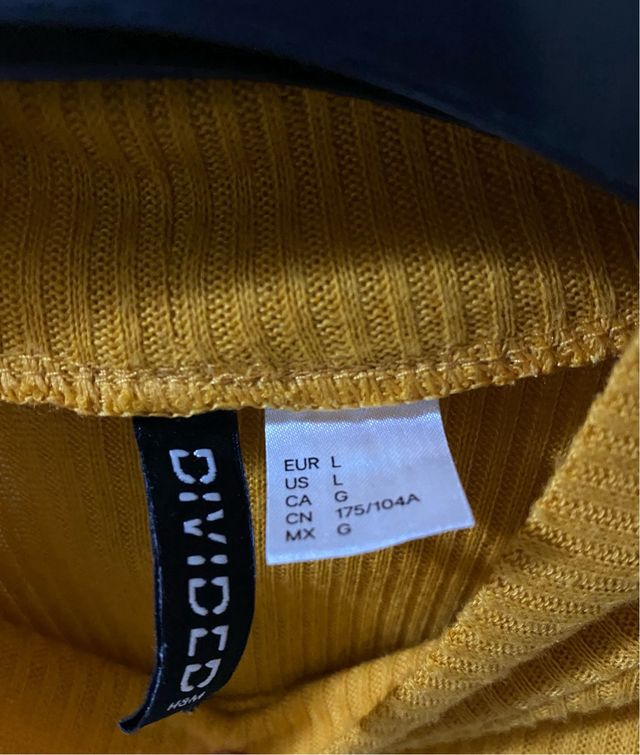 DIVIDED
H&M
EUR L
US L
CA G
CN 175/104A
MX G